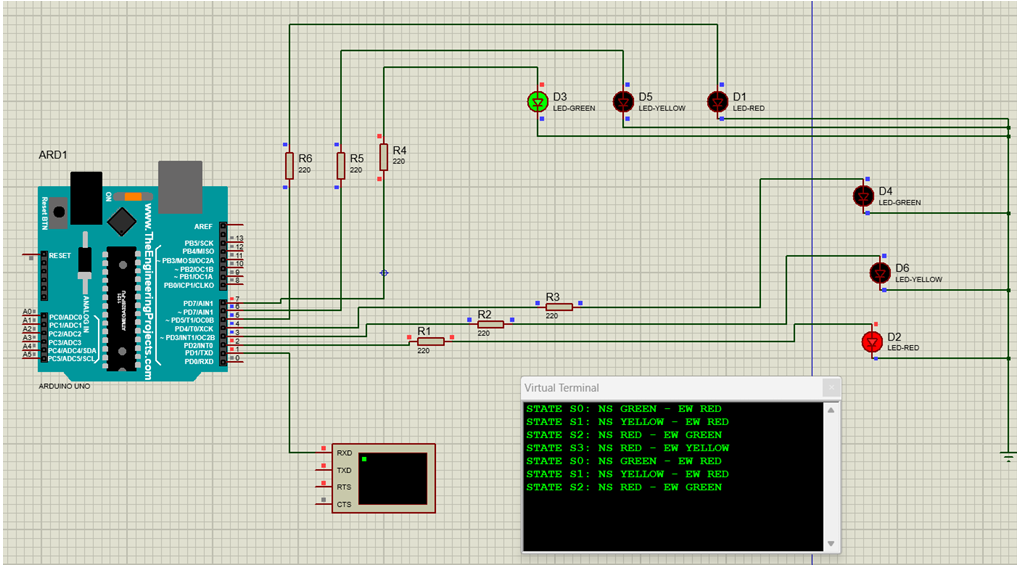 D3
LED-GREEN
D5
LED-YELLOW
D1
LED-RED
ARD1
R6
220
R5
220
R4
220
D4
LED-GREEN
Reset BTN
ON
www.TheEngineeringProjects.com
AREF
RESET
PB5/SCK 13
PB4/MISO 12
~ PB3/MOSI/OC2A 11
~ PB2/OC1B 10
~ PB1/OC1A 9
PB0/ICP1/CLKO 8
ANALOG IN
PD7/AIN1 7
~ PD7/AIN1 6
~ PD5/T1/OC0B 5
PD4/T0/XCK 4
~ PD3/INT1/OC2B 3
PD2/INT0 2
PD1/TXD 1
PD0/RXD 0
A0 PC0/ADC0
A1 PC1/ADC1
A2 PC2/ADC2
A3 PC3/ADC3
A4 PC4/ADC4/SDA
A5 PC5/ADC5/SCL
ARDUINO UNO
D6
LED-YELLOW
R3
220
R2
220
R1
220
D2
LED-RED
RXD
TXD
RTS
CTS
Virtual Terminal
STATE S0: NS GREEN - EW RED
STATE S1: NS YELLOW - EW RED
STATE S2: NS RED - EW GREEN
STATE S3: NS RED - EW YELLOW
STATE S0: NS GREEN - EW RED
STATE S1: NS YELLOW - EW RED
STATE S2: NS RED - EW GREEN